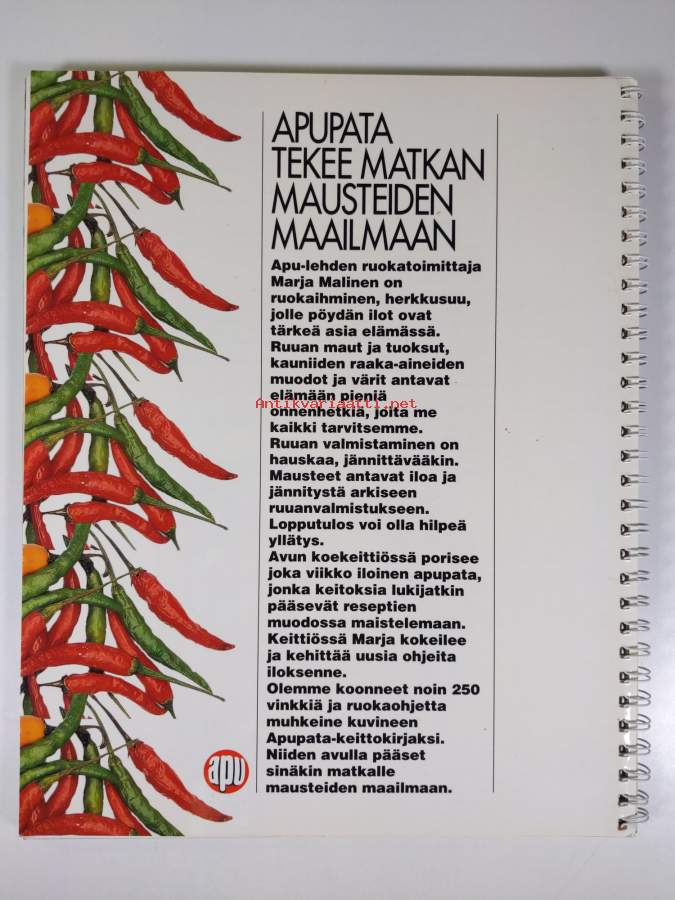 APUPATA
TEKEE MATKAN
MAUSTEIDEN
MAAILMAAN
Apu-lehden ruokatoimittaja
Marja Malinen on
ruokaihminen, herkkusuu,
jolle pöydän ilot ovat
tärkeä asia elämässä.
Ruuan maut ja tuoksut,
kauniiden raaka-aineiden
muodot ja värit antavat
elämään pieniä
Antikvariaatti.net
onnenhetkiä, joita me
kaikki tarvitsemme.
Ruuan valmistaminen on
hauskaa, jännittävääkin.
Mausteet antavat iloa ja
jännitystä arkiseen
ruuanvalmistukseen.
Lopputulos voi olla hilpeä
yllätys.
Avun koekeittiössä porisee
joka viikko iloinen apupata,
jonka keitoksia lukijatkin
pääsevät reseptien
muodossa maistelemaan.
Keittiössä Marja kokeilee
ja kehittää uusia ohjeita
iloksenne.
Olemme koonneet noin 250
vinkkiä ja ruokaohjetta
muhkeine kuvineen
Apupata-keittokirjaksi.
Niiden avulla pääset
sinäkin matkalle
mausteiden maailmaan.
apu